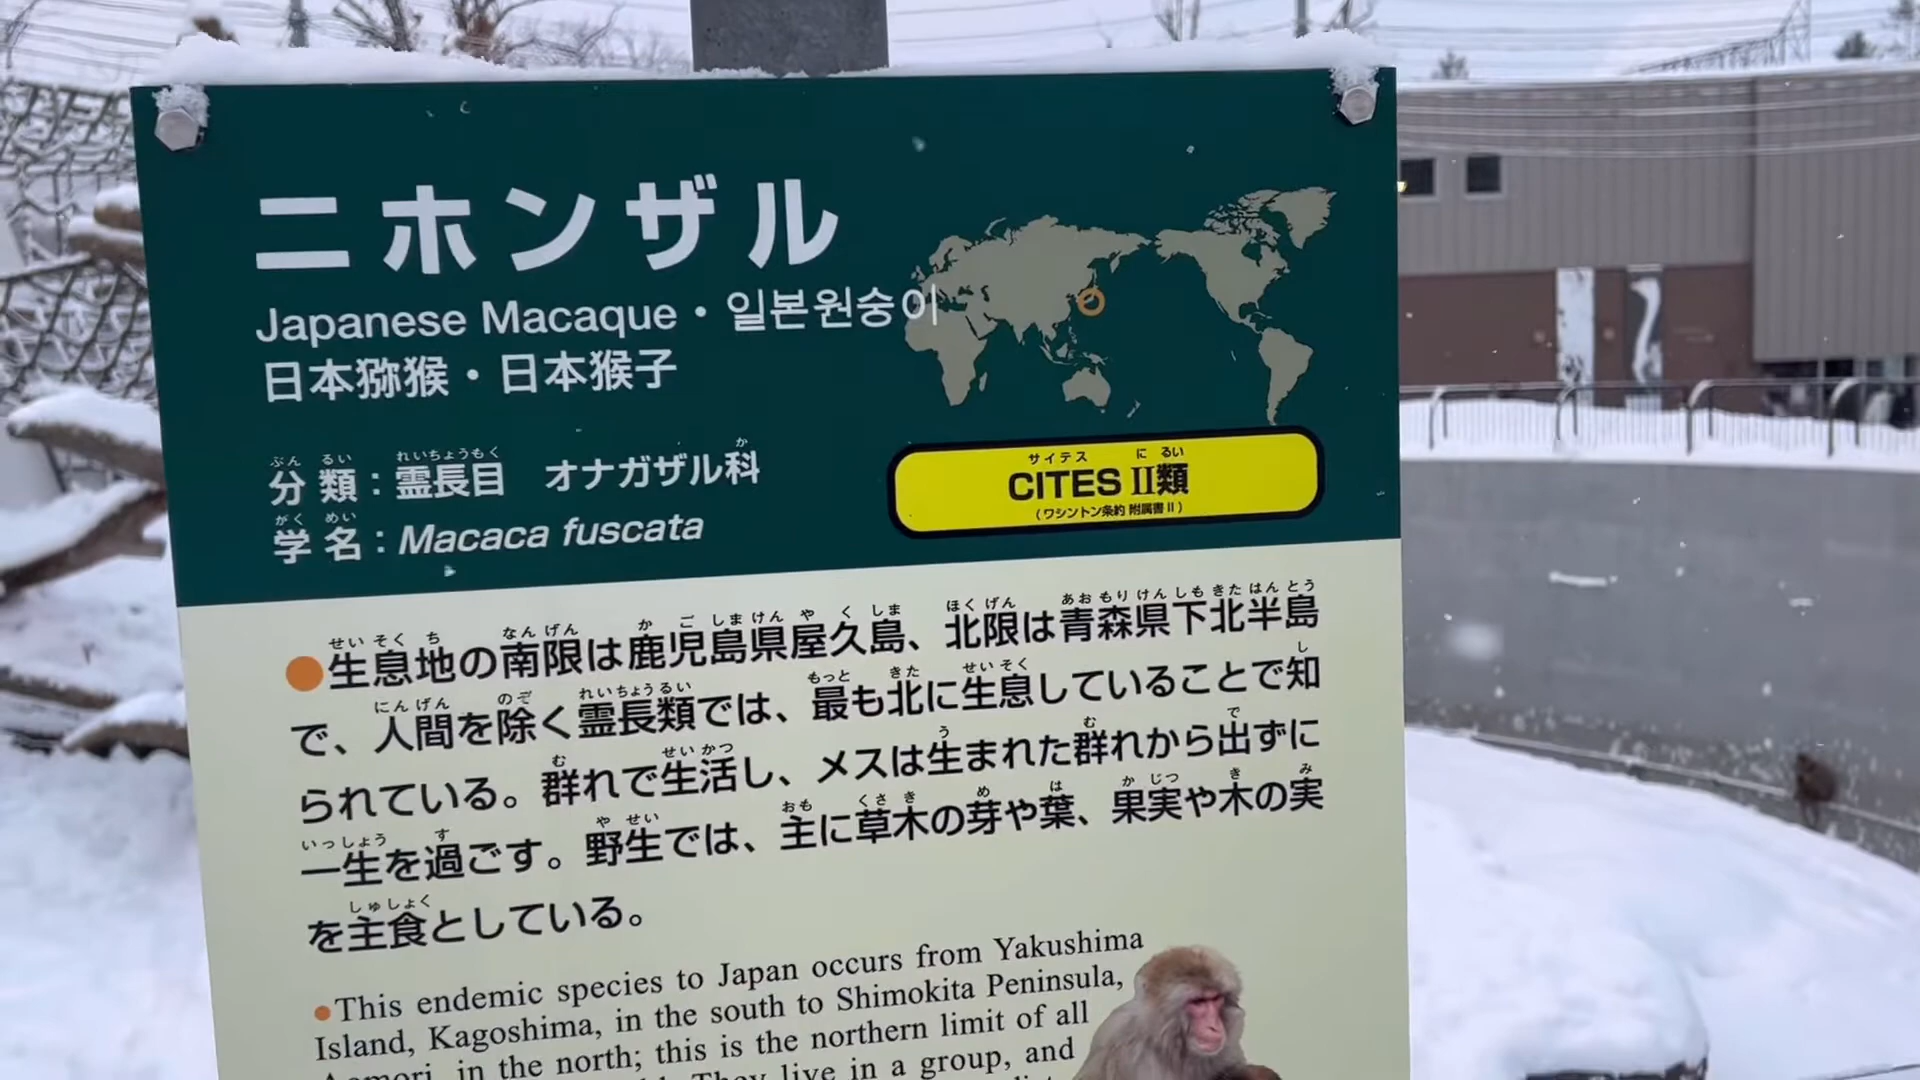 ニホンザル
Japanese Macaque・일본원숭이
日本猕猴・日本猴子
ぶん るい れいちょうもく か
分類：霊長目 オナガザル科
がく めい
学名：Macaca fuscata
サイテス に るい
CITES II類
（ワシントン条約 附属書II）
せい そく ち なん げん か ご しま けん や く しま ほく げん あお もり けん しも きた はん とう
●生息地の南限は鹿児島県屋久島、北限は青森県下北半島
にん げん のぞ れいちょうるい もっと きた せい そく し
で、人間を除く霊長類では、最も北に生息していることで知
む せい かつ う む で
られている。群れで生活し、メスは生まれた群れから出ずに
いっしょう す や せい おも くさ き め は か じつ き み
一生を過ごす。野生では、主に草木の芽や葉、果実や木の実
しゅしょく
を主食としている。
●This endemic species to Japan occurs from Yakushima
Island, Kagoshima, in the south to Shimokita Peninsula,
Aomori, in the north; this is the northern limit of all
They live in a group, and